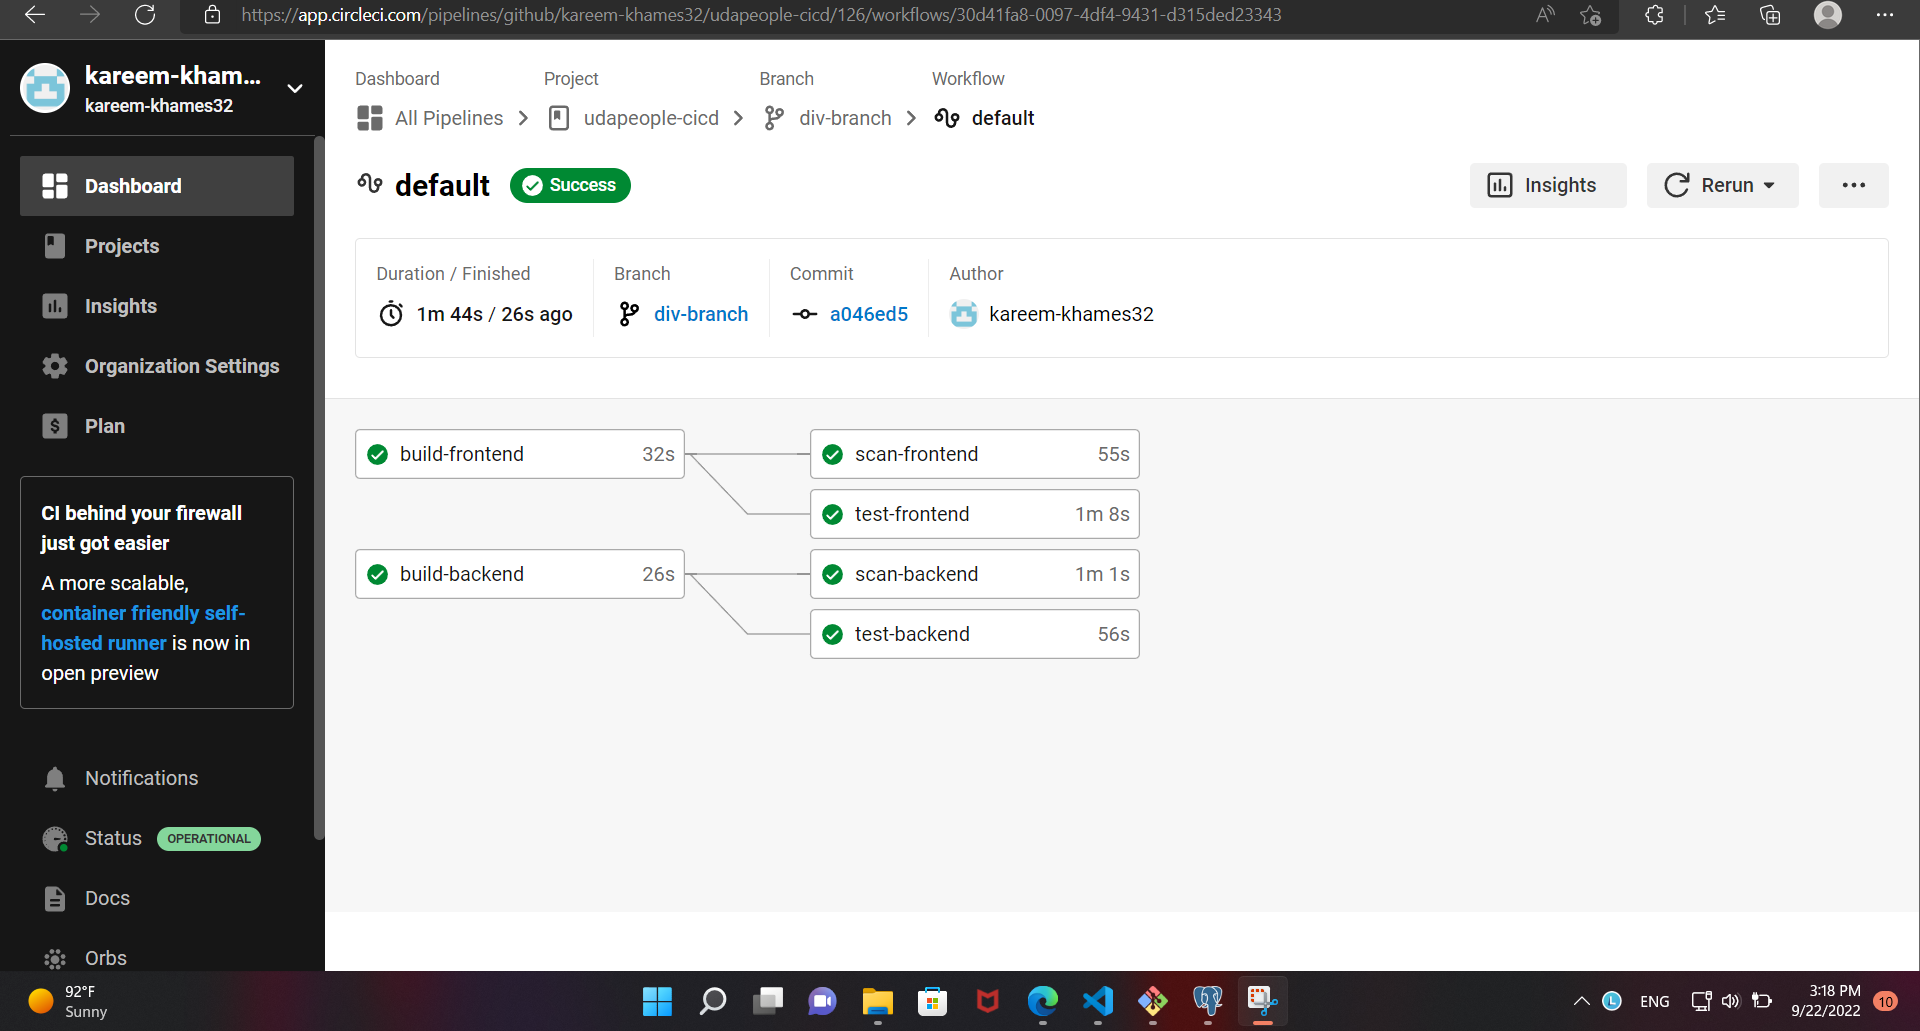 https://app.circleci.com/pipelines/github/kareem-khames32/udapeople-cicd/126/workflows/30d41fa8-0097-4df4-9431-d315ded23343
kareem-kham...
kareem-khames32
Dashboard
Projects
Insights
Organization Settings
Plan
CI behind your firewall
just got easier
A more scalable,
container friendly self-
hosted runner is now in
open preview
Notifications
Status OPERATIONAL
Docs
Orbs
Dashboard Project Branch Workflow
All Pipelines udapeople-cicd div-branch default
default Success Insights Rerun
Duration / Finished Branch Commit Author
1m 44s / 26s ago div-branch a046ed5 kareem-khames32
build-frontend 32s scan-frontend 55s
test-frontend 1m 8s
build-backend 26s scan-backend 1m 1s
test-backend 56s
92°F
Sunny
ENG
3:18 PM
9/22/2022
10